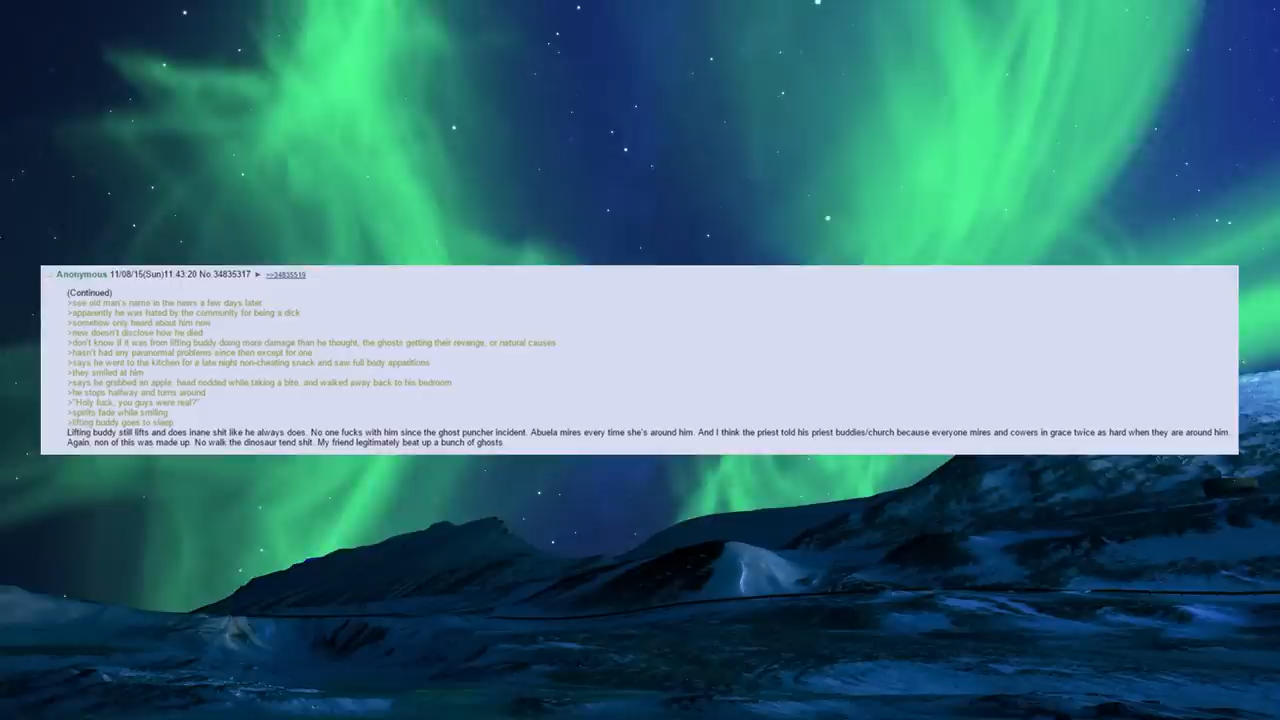 Anonymous 11/08/15(Sun)11:43:20 No.34835317 ► >>34835519
(Continued)
>see old man's name in the news a few days later
>apparently he was hated by the community for being a dick
>somehow only heard about him now
>new doesn't disclose how he died
>don't know if it was from lifting buddy doing more damage than he thought, the ghosts getting their revenge, or natural causes
>hasn't had any paranormal problems since then except for one
>says he went to the kitchen for a late night non-cheating snack and saw full body apparitions
>they smiled at him
>says he grabbed an apple, head nodded while taking a bite, and walked away back to his bedroom
>he stops halfway and turns around
>"Holy fuck, you guys were real?"
>spirits fade while smiling
>lifting buddy goes to sleep
Lifting buddy still lifts and does inane shit like he always does. No one fucks with him since the ghost puncher incident. Abuela mires every time she's around him. And I think the priest told his priest buddies/church because everyone mires and cowers in grace twice as hard when they are around him.
Again, non of this was made up. No walk the dinosaur tend shit. My friend legitimately beat up a bunch of ghosts